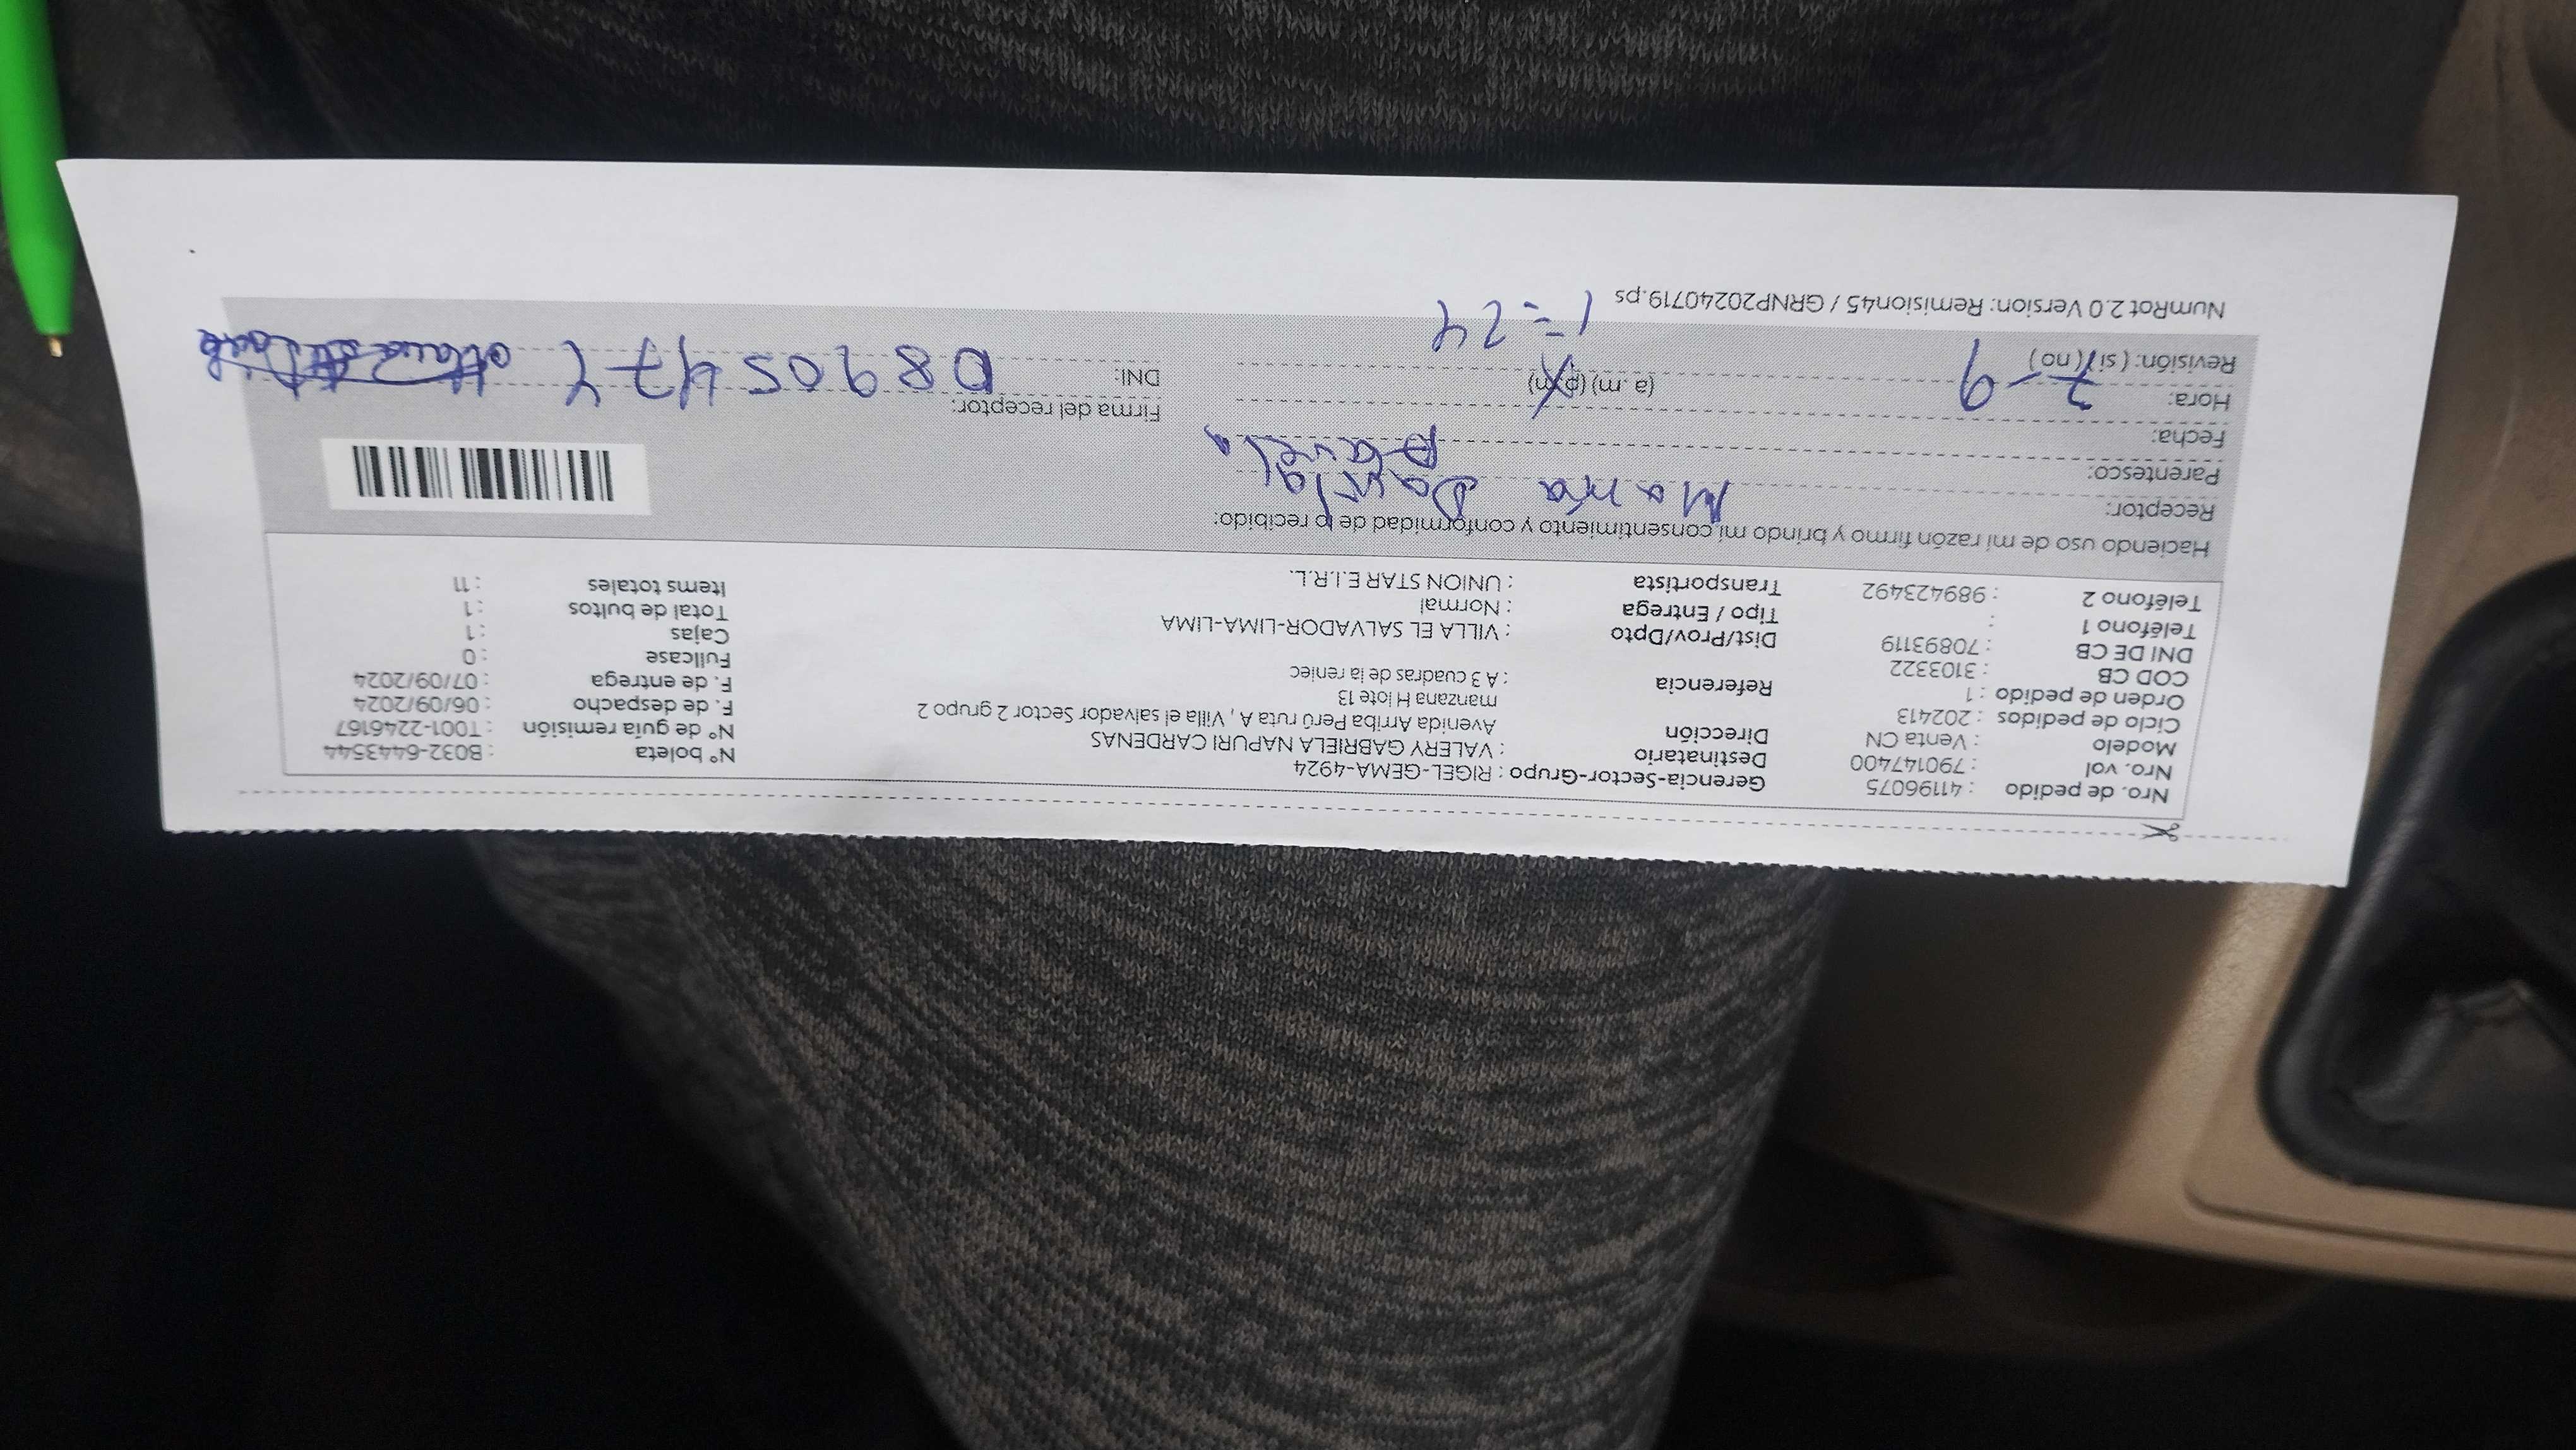 Nro. de pedido : 41196075
Nro. vol : 790147400
Modelo : Venta CN
Ciclo de pedidos : 202413
Orden de pedido : 1
COD CB : 3103322
DNI DE CB : 70893119
Teléfono 1 :
Teléfono 2 : 989423492
Gerencia-Sector-Grupo : RIGEL-GEMA-4924
Destinatario : VALERY GABRIELA NAPURI CARDENAS
Dirección Avenida Arriba Perú ruta A , Villa el salvador Sector 2 grupo 2
manzana H lote 13
Referencia : A 3 cuadras de la reniec
Dist/Prov/Dpto : VILLA EL SALVADOR-LIMA-LIMA
Tipo / Entrega : Normal
Transportista : UNION STAR E.I.R.L.
N° boleta : B032-6443544
N° de guía remisión : T001-2246167
F. de despacho : 06/09/2024
F. de entrega : 07/09/2024
Fullcase : 0
Cajas : 1
Total de bultos : 1
Items totales : 11
Haciendo uso de mi razón firmo y brindo mi consentimiento y conformidad de lo recibido:
Receptor: María
Parentesco:
Fecha:
Hora: 7-9 (a .m) (p.m)
Revisión: ( si) (no)
1=24
Firma del receptor:
DNI:
NumRot 2.0 Version: Remision45 / GRNP20240719.ps